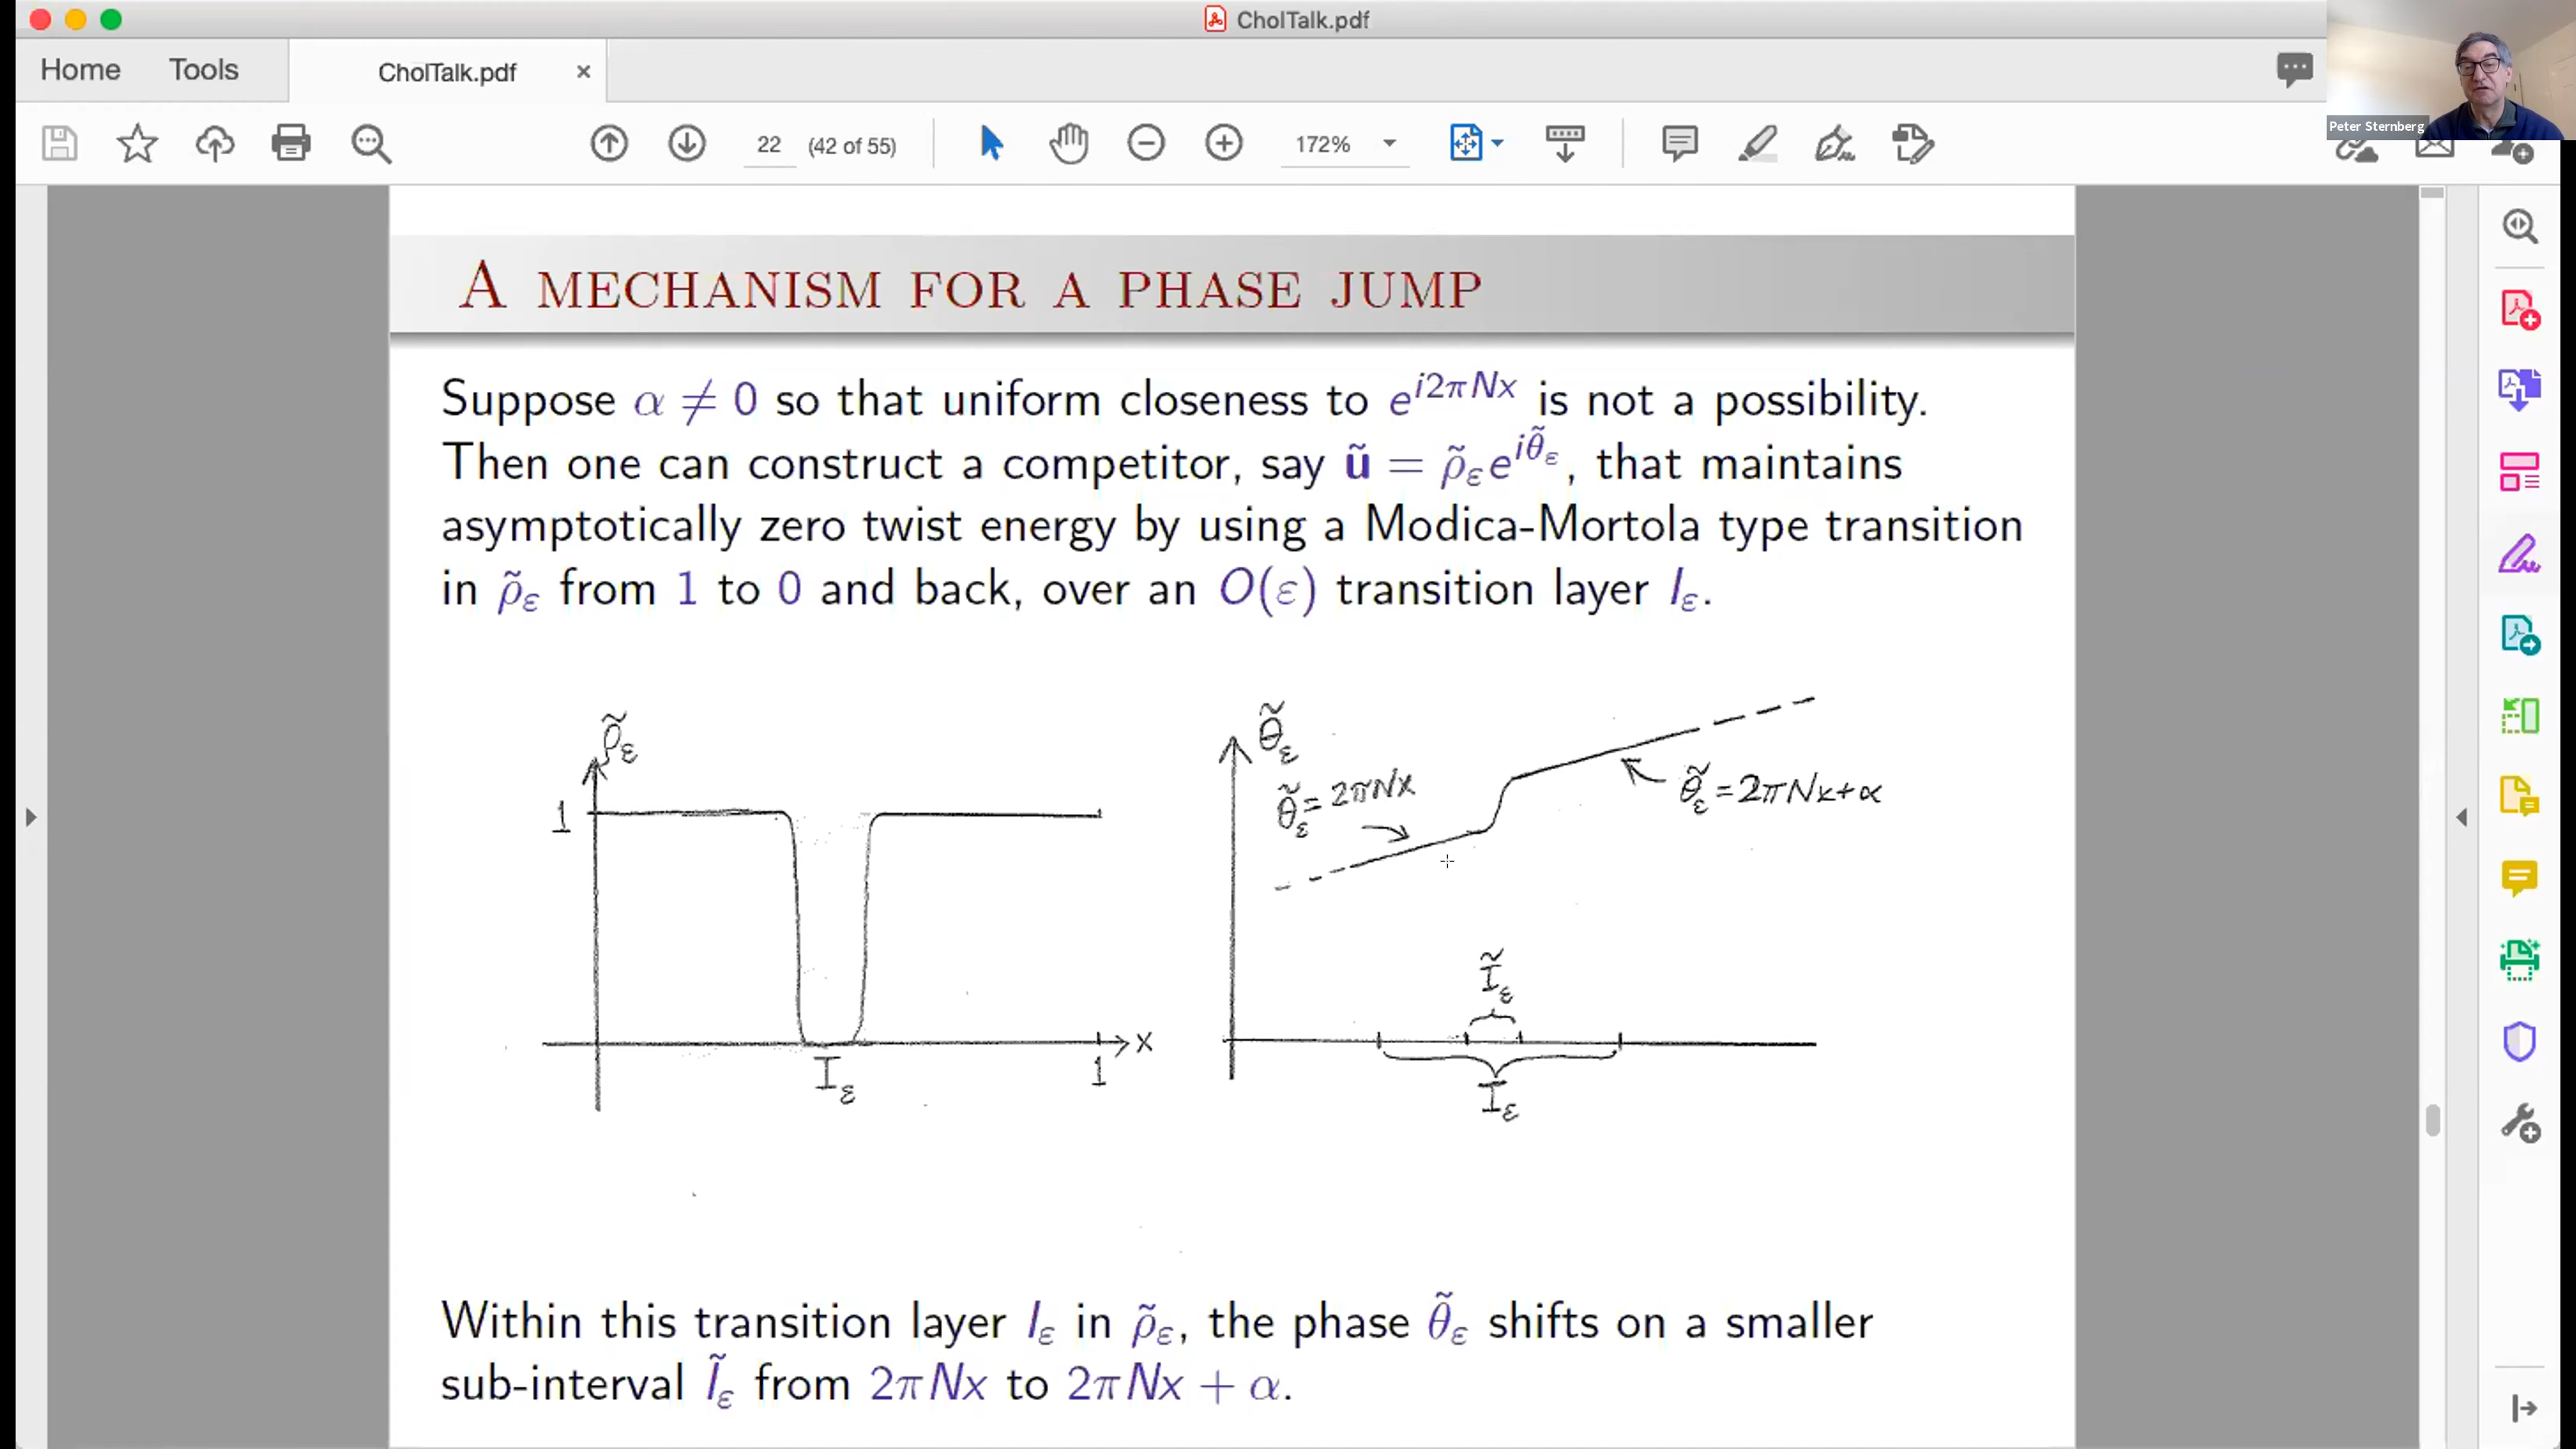 CholTalk.pdf
Home Tools CholTalk.pdf ×
22 (42 of 55) 172%
Peter Sternberg
A MECHANISM FOR A PHASE JUMP
Suppose α ≠ 0 so that uniform closeness to e^{i2πNx} is not a possibility.
Then one can construct a competitor, say ũ = ρ̃_ε e^{iθ̃_ε}, that maintains
asymptotically zero twist energy by using a Modica-Mortola type transition
in ρ̃_ε from 1 to 0 and back, over an O(ε) transition layer I_ε.
ρ̃_ε
1
I_ε
1
x
θ̃_ε
θ̃_ε = 2πNx
θ̃_ε = 2πNx+α
Ĩ_ε
I_ε
Within this transition layer I_ε in ρ̃_ε, the phase θ̃_ε shifts on a smaller
sub-interval Ĩ_ε from 2πNx to 2πNx + α.